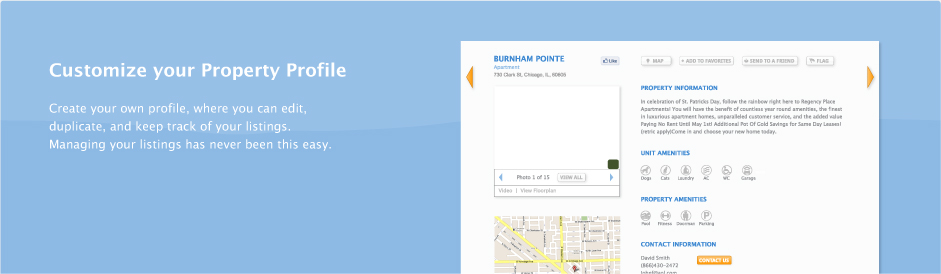 Customize your Property Profile
Create your own profile, where you can edit,
duplicate, and keep track of your listings.
Managing your listings has never been this easy.
BURNHAM POINTE
Apartment
730 Clark St, Chicago, IL, 60605
Like
MAP
+ ADD TO FAVORITES
SEND TO A FRIEND
FLAG
Photo 1 of 15
VIEW ALL
Video | View Floorplan
PROPERTY INFORMATION
In celebration of St. Patricks Day, follow the rainbow right here to Regency Place
Apartments! You will have the benefit of countless year round amenities, the finest
in luxurious apartment homes, unparalleled customer service, and the added value
Paying No Rent Until May 1st! Additional Pot Of Gold Savings for Same Day Leases!
(retric apply)Come in and choose your new home today.
UNIT AMENITIES
Dogs Cats Laundry AC WC Garage
PROPERTY AMENITIES
Pool Fitness Doorman Parking
CONTACT INFORMATION
David Smith
(866)430-2472
CONTACT US